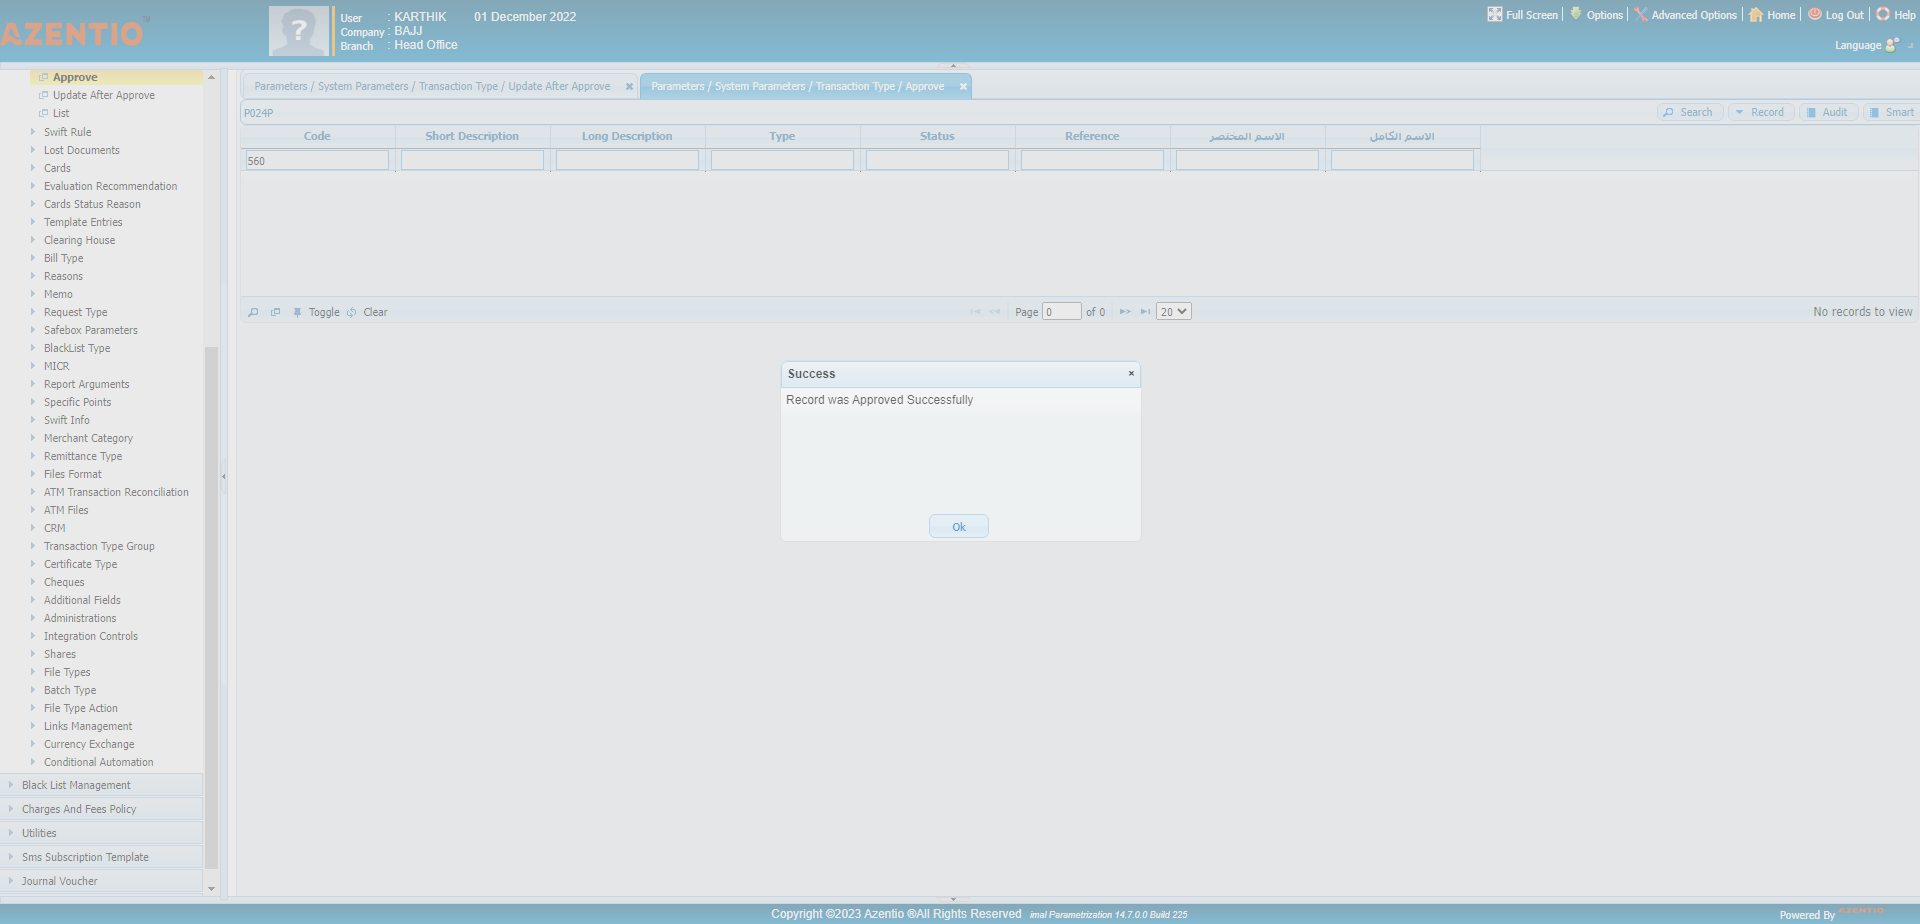 AZENTIO
TM
User : KARTHIK 01 December 2022
Company : BAJJ
Branch : Head Office
Full Screen
Options
Advanced Options
Home
Log Out
Help
Language
Approve
Update After Approve
List
Swift Rule
Lost Documents
Cards
Evaluation Recommendation
Cards Status Reason
Template Entries
Clearing House
Bill Type
Reasons
Memo
Request Type
Safebox Parameters
BlackList Type
MICR
Report Arguments
Specific Points
Swift Info
Merchant Category
Remittance Type
Files Format
ATM Transaction Reconciliation
ATM Files
CRM
Transaction Type Group
Certificate Type
Cheques
Additional Fields
Administrations
Integration Controls
Shares
File Types
Batch Type
File Type Action
Links Management
Currency Exchange
Conditional Automation
Black List Management
Charges And Fees Policy
Utilities
Sms Subscription Template
Journal Voucher
Parameters / System Parameters / Transaction Type / Update After Approve
Parameters / System Parameters / Transaction Type / Approve
P024P
Search Record Audit Smart
Code Short Description Long Description Type Status Reference الاسم المختصر الاسم الكامل
560
Toggle Clear
Page 0 of 0 20
No records to view
Success
Record was Approved Successfully
Ok
Copyright ©2023 Azentio ®All Rights Reserved imal Parametrization 14.7.0.0 Build 225
Powered By AZENTIO